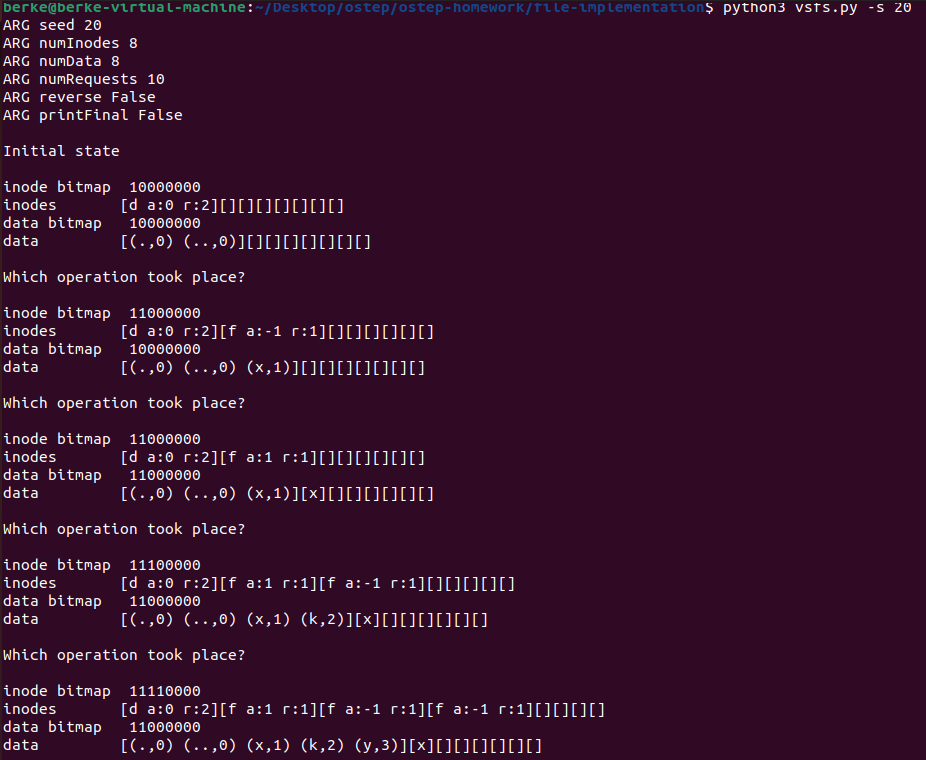 berke@berke-virtual-machine:~/Desktop/ostep/ostep-homework/file-implementation$ python3 vsfs.py -s 20
ARG seed 20
ARG numInodes 8
ARG numData 8
ARG numRequests 10
ARG reverse False
ARG printFinal False
Initial state
inode bitmap  10000000
inodes       [d a:0 r:2][][][][][][][]
data bitmap   10000000
data         [(.,0) (..,0)][][][][][][][]
Which operation took place?
inode bitmap  11000000
inodes       [d a:0 r:2][f a:-1 r:1][][][][][][]
data bitmap   10000000
data         [(.,0) (..,0) (x,1)][][][][][][][]
Which operation took place?
inode bitmap  11000000
inodes       [d a:0 r:2][f a:1 r:1][][][][][][]
data bitmap   11000000
data         [(.,0) (..,0) (x,1)][x][][][][][][]
Which operation took place?
inode bitmap  11100000
inodes       [d a:0 r:2][f a:1 r:1][f a:-1 r:1][][][][][]
data bitmap   11000000
data         [(.,0) (..,0) (x,1) (k,2)][x][][][][][][]
Which operation took place?
inode bitmap  11110000
inodes       [d a:0 r:2][f a:1 r:1][f a:-1 r:1][f a:-1 r:1][][][][]
data bitmap   11000000
data         [(.,0) (..,0) (x,1) (k,2) (y,3)][x][][][][][][]